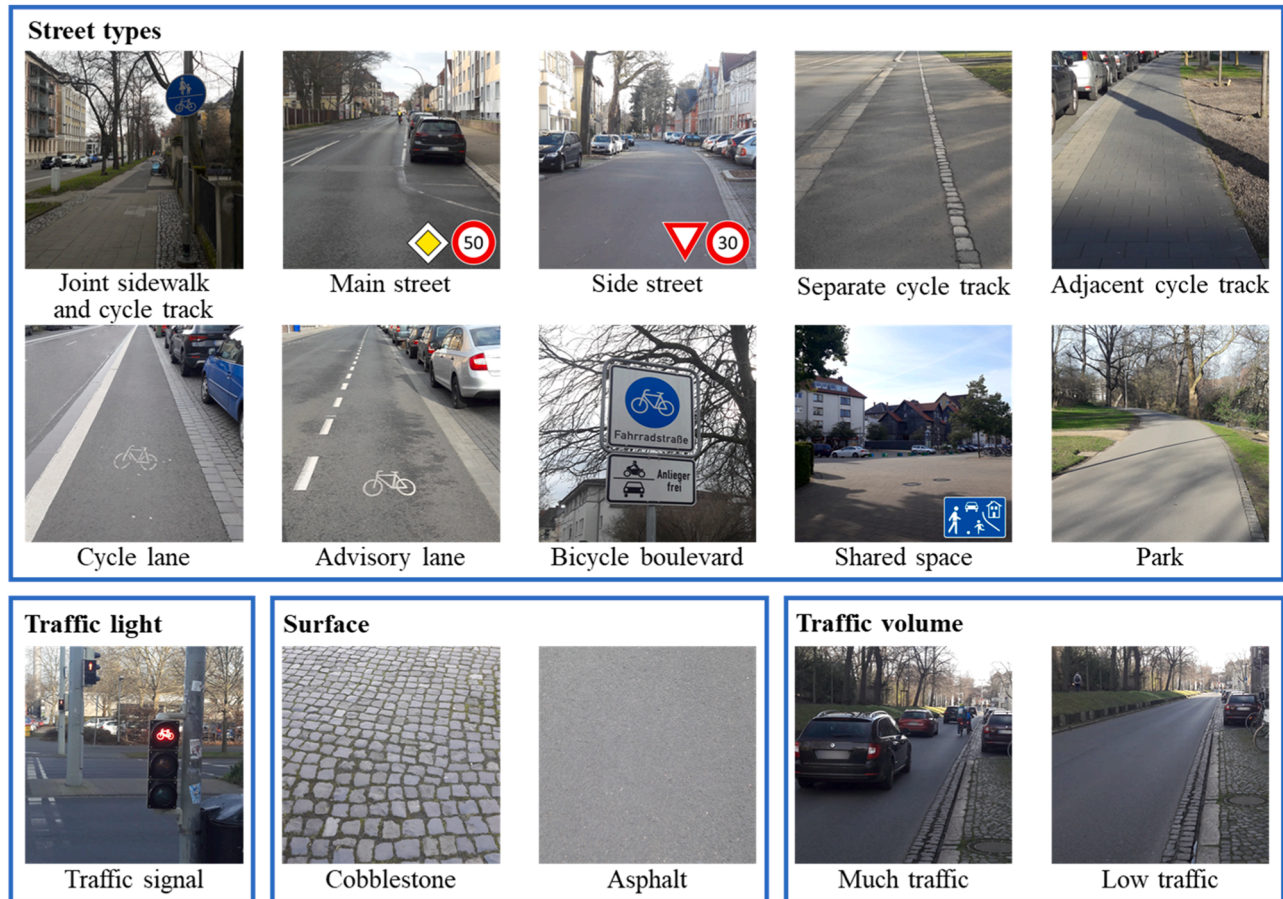 Street types
Joint sidewalk
and cycle track
50
Main street
30
Side street
Separate cycle track
Adjacent cycle track
Cycle lane
Advisory lane
Fahrradstraße
Anlieger
frei
Bicycle boulevard
Shared space
Park
Traffic light
Traffic signal
Surface
Cobblestone
Asphalt
Traffic volume
Much traffic
Low traffic